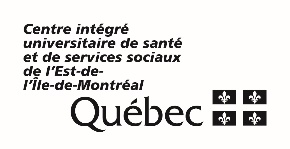 Centre intégré
universitaire de santé
et de services sociaux
de l'Est-de-
l'Île-de-Montréal
Québec